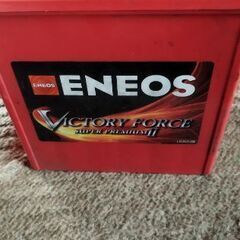 ENEOS
ENEOS
VICTORY FORCE
SUPER PREMIUM II